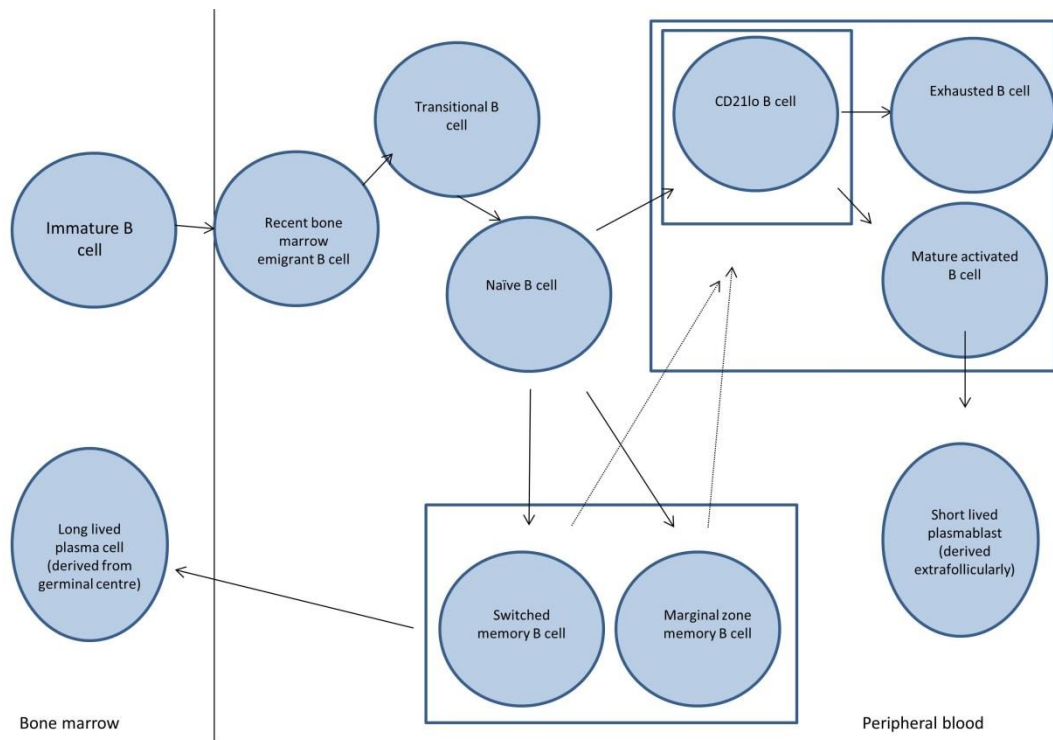 Transitional B
cell
CD21lo B cell
Exhausted B cell
Immature B
cell
Recent bone
marrow
emigrant B cell
Naïve B cell
Mature activated
B cell
Long lived
plasma cell
(derived from
germinal centre)
Switched
memory B cell
Marginal zone
memory B cell
Short lived
plasmablast
(derived
extrafollicularly)
Bone marrow
Peripheral blood